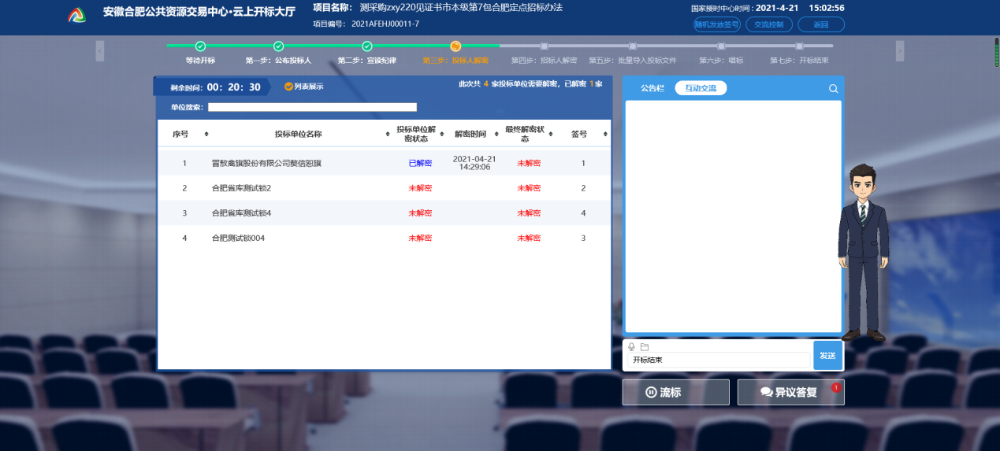 安徽合肥公共资源交易中心·云上开标大厅
项目名称： 测采购zxy220见证书市本级第7包合肥定点招标办法
项目编号： 2021AFEHJ00011-7
国家授时中心时间：2021-4-21 15:02:56
随机发放签号 交流控制 返回
等待开标 第一步：公布投标人 第二步：宣读纪律 第三步：投标人解密 第四步：招标人解密 第五步：批量导入投标文件 第六步：唱标 第七步：开标结束
剩余时间：00：20：30 列表展示 此次共 4 家投标单位需要解密，已解密 1 家
单位搜索：
序号 投标单位名称 投标单位解密状态 解密时间 最终解密状态 签号
1 已解密 2021-04-21 14:29:06 未解密 1
2 合肥省库测试锁2 未解密 未解密 2
3 合肥省库测试锁4 未解密 未解密 4
4 合肥测试锁004 未解密 未解密 3
公告栏 互动交流
开标结束
发送
流标 异议答复 1